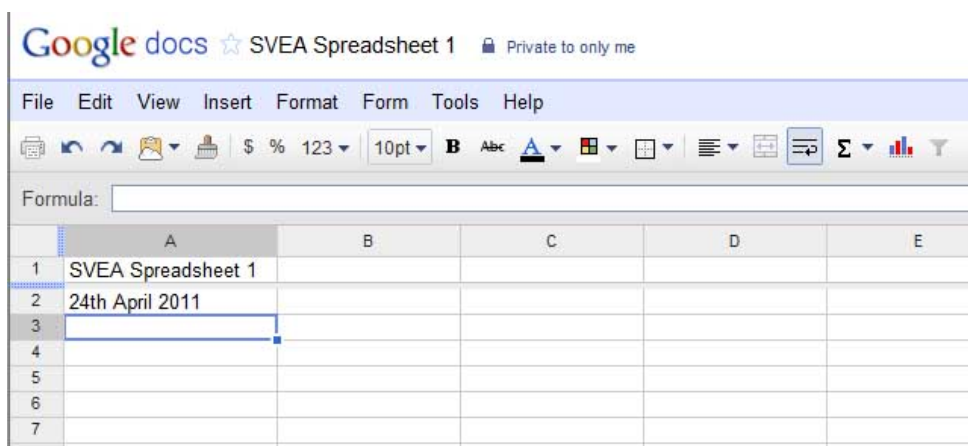 Google docs SVEA Spreadsheet 1 Private to only me
File Edit View Insert Format Form Tools Help
$ % 123 10pt B Abc A Σ
Formula:
A B C D E
1 SVEA Spreadsheet 1
2 24th April 2011
3
4
5
6
7